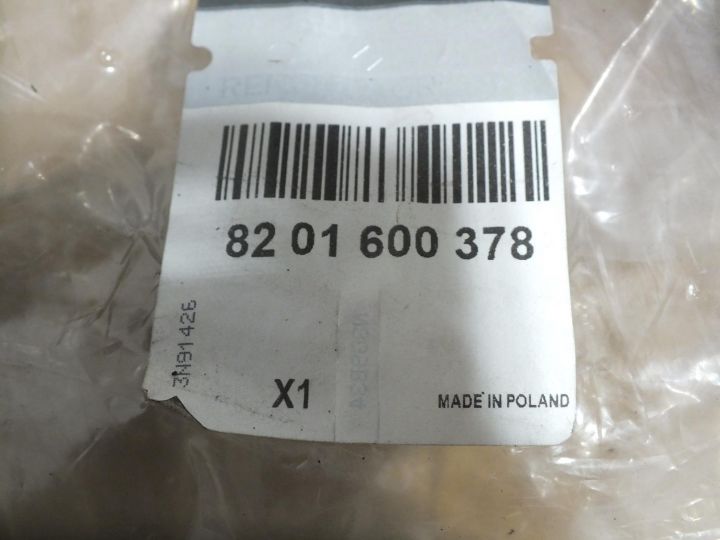 82 01 600 378
3N91426
X1
MADE IN POLAND